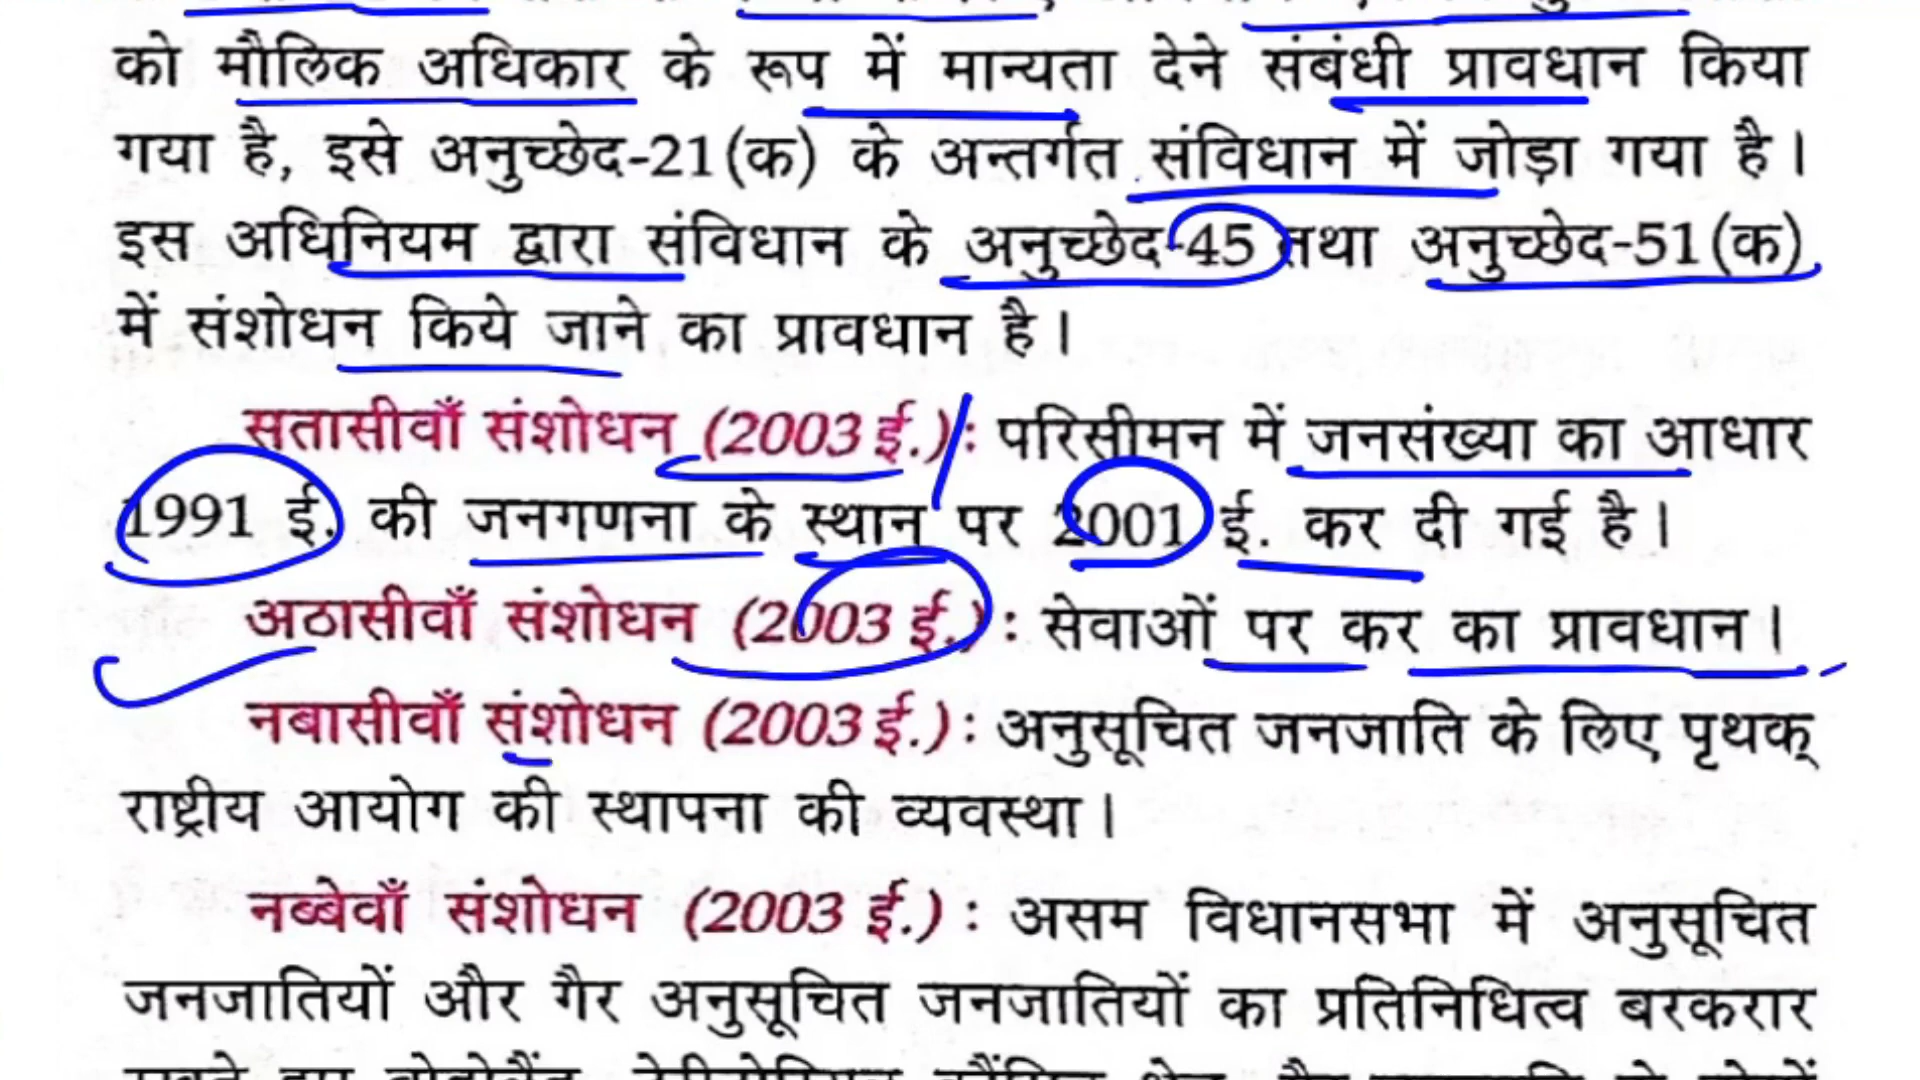 को मौलिक अधिकार के रूप में मान्यता देने संबंधी प्रावधान किया
गया है, इसे अनुच्छेद-21(क) के अन्तर्गत संविधान में जोड़ा गया है।
इस अधिनियम द्वारा संविधान के अनुच्छेद-45 तथा अनुच्छेद-51(क)
में संशोधन किये जाने का प्रावधान है।
सतासीवाँ संशोधन (2003 ई.): परिसीमन में जनसंख्या का आधार
1991 ई. की जनगणना के स्थान पर 2001 ई. कर दी गई है।
अठासीवाँ संशोधन (2003 ई.): सेवाओं पर कर का प्रावधान।
नबासीवाँ संशोधन (2003 ई.): अनुसूचित जनजाति के लिए पृथक्
राष्ट्रीय आयोग की स्थापना की व्यवस्था।
नब्बेवाँ संशोधन (2003 ई.): असम विधानसभा में अनुसूचित
जनजातियों और गैर अनुसूचित जनजातियों का प्रतिनिधित्व बरकरार